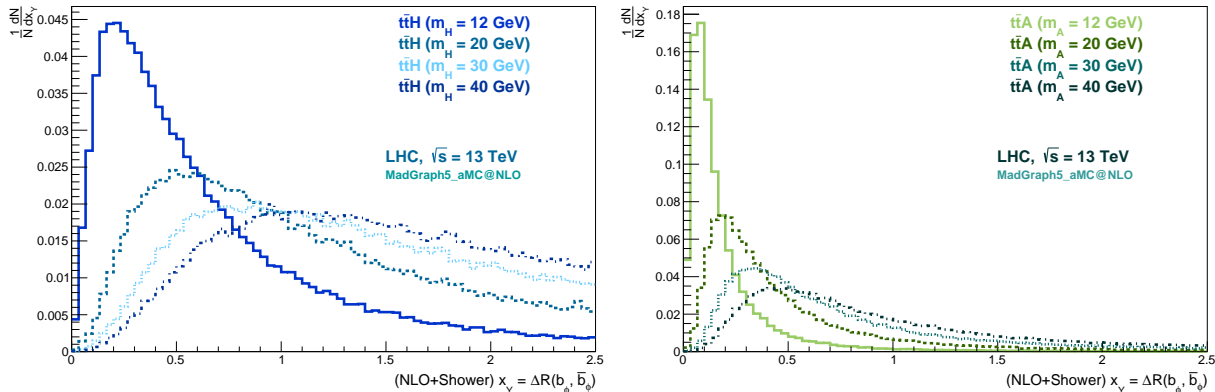 1/N dN/dx_Y
0.045
0.04
0.035
0.03
0.025
0.02
0.015
0.01
0.005
0
0 0.5 1 1.5 2 2.5
tt̄H (m_H = 12 GeV)
tt̄H (m_H = 20 GeV)
tt̄H (m_H = 30 GeV)
tt̄H (m_H = 40 GeV)
LHC, √s = 13 TeV
MadGraph5_aMC@NLO
(NLO+Shower) x_Y = ΔR(b_ϕ, b̄_ϕ)
1/N dN/dx_Y
0.18
0.16
0.14
0.12
0.1
0.08
0.06
0.04
0.02
0
0 0.5 1 1.5 2 2.5
tt̄A (m_A = 12 GeV)
tt̄A (m_A = 20 GeV)
tt̄A (m_A = 30 GeV)
tt̄A (m_A = 40 GeV)
LHC, √s = 13 TeV
MadGraph5_aMC@NLO
(NLO+Shower) x_Y = ΔR(b_ϕ, b̄_ϕ)